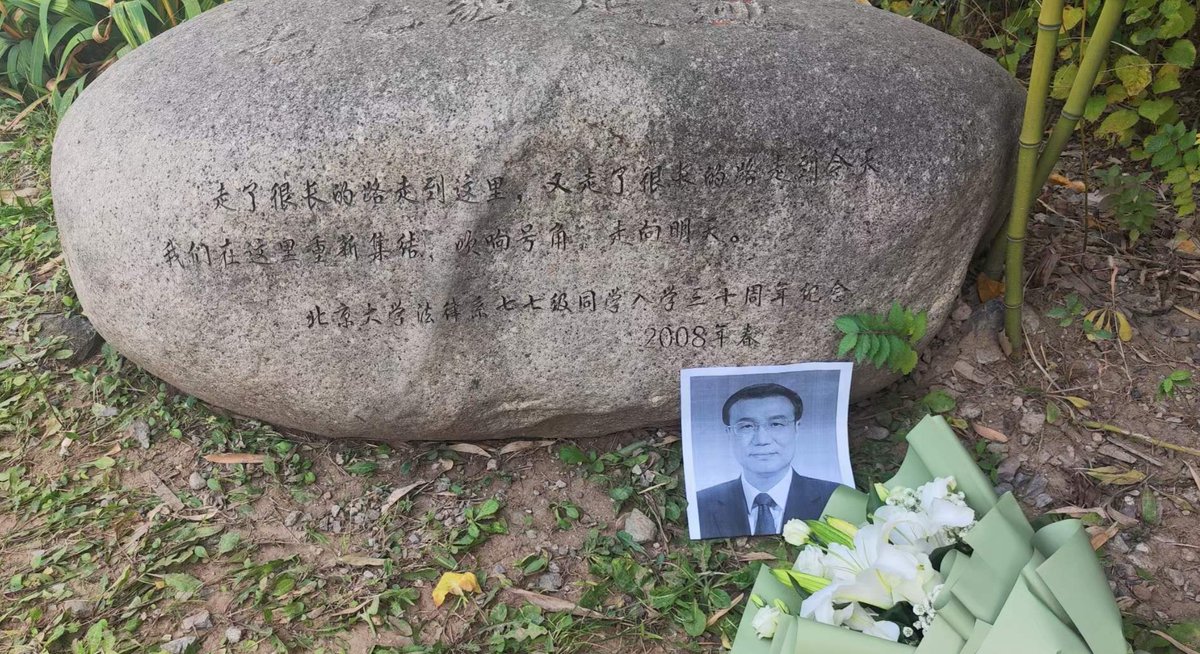 走了很长的路走到这里，又走了很长的路走到今天
我们在这里重新集结，吹响号角，走向明天。
北京大学法律系七七级同学入学三十周年纪念
2008年春